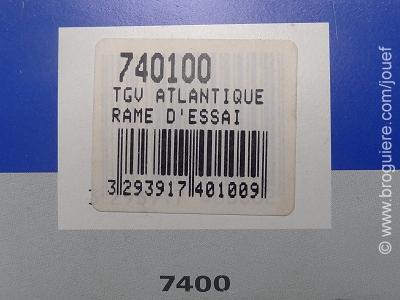 740100
TGV ATLANTIQUE
RAME D'ESSAI
3 293917 401009
7400
© www.broguiere.com/jouef